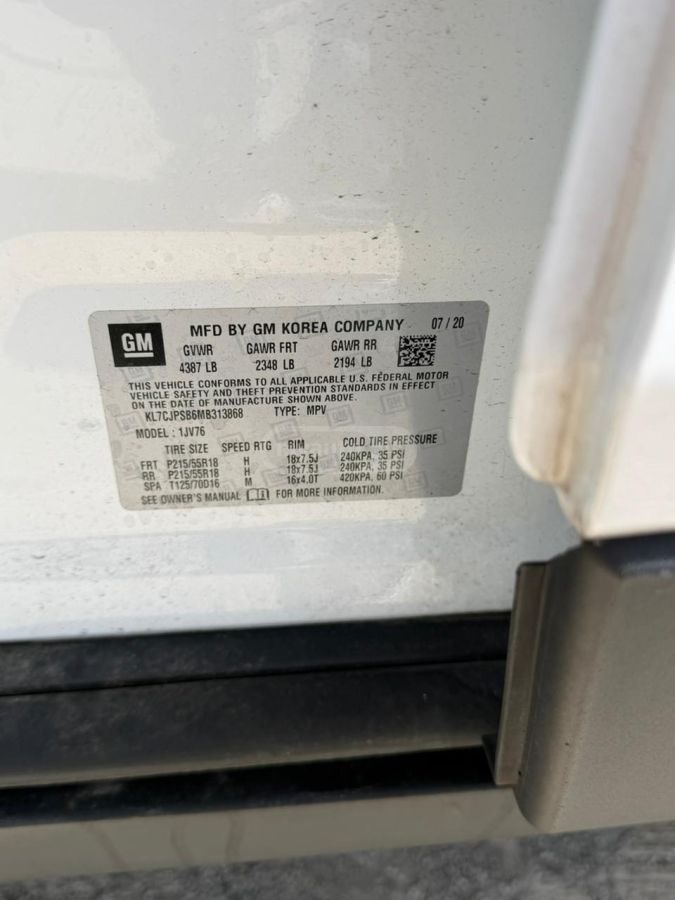 GM
MFD BY GM KOREA COMPANY 07 / 20
GVWR GAWR FRT GAWR RR
4387 LB 2348 LB 2194 LB
THIS VEHICLE CONFORMS TO ALL APPLICABLE U.S. FEDERAL MOTOR
VEHICLE SAFETY AND THEFT PREVENTION STANDARDS IN EFFECT
ON THE DATE OF MANUFACTURE SHOWN ABOVE.
KL7CJPSB6MB313868 TYPE: MPV
MODEL: 1JV76
TIRE SIZE SPEED RTG RIM COLD TIRE PRESSURE
FRT P215/55R18 H 18x7.5J 240KPA, 35 PSI
RR P215/55R18 H 18x7.5J 240KPA, 35 PSI
SPA T125/70D16 M 16x4.0T 420KPA, 60 PSI
SEE OWNER'S MANUAL FOR MORE INFORMATION.